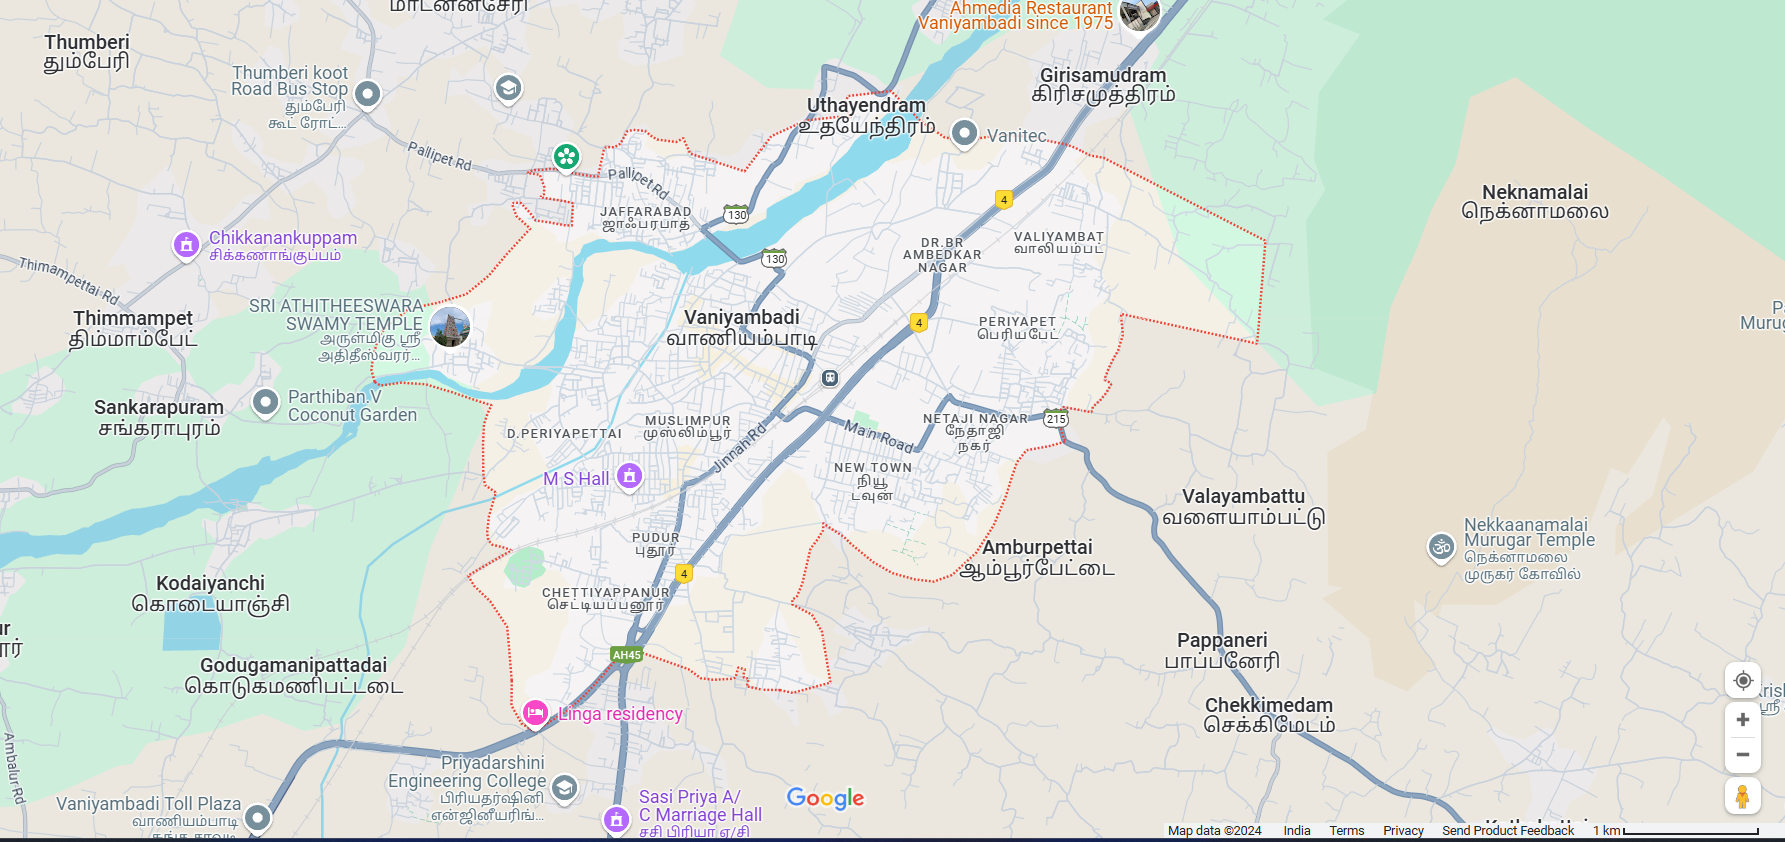 மாடன்னசேரி
Ahmedia Restaurant
Vaniyambadi since 1975
Thumberi
தும்பேரி
Thumberi koot
Road Bus Stop
தும்பேரி
கூட் ரோட்...
Girisamudram
கிரிசமுத்திரம்
Uthayendram
உதயேந்திரம்
Vanitec
Pallipet Rd
Pallipet Rd
Neknamalai
நெக்னாமலை
JAFFARABAD
ஜாஃபரபாத்
130
4
Chikkanankuppam
சிக்கணாங்குப்பம்
DR.BR
AMBEDKAR
NAGAR
VALIYAMBAT
வாலியம்பட்
130
Thimampettai Rd
SRI ATHITHEESWARA
SWAMY TEMPLE
அருள்மிகு ஸ்ரீ
அதிதீஸ்வரர்...
Thimmampet
திம்மாம்பேட்
Vaniyambadi
வாணியம்பாடி
4
PERIYAPET
பெரியபேட்
Murug
Parthiban.V
Coconut Garden
Sankarapuram
சங்கராபுரம்
MUSLIMPUR
முஸ்லிம்பூர்
D.PERIYAPETTAI
Jinnah Rd
Main Road
NETAJI NAGAR
நேதாஜி
நகர்
215
M S Hall
NEW TOWN
நியூ
டவுன்
Valayambattu
வளையாம்பட்டு
Nekkaanamalai
Murugar Temple
நெக்னாமலை
முருகர் கோவில்
PUDUR
புதூர்
Amburpettai
ஆம்பூர்பேட்டை
4
Kodaiyanchi
கொடையாஞ்சி
CHETTIYAPPANUR
செட்டியப்பனூர்
AH45
Pappaneri
பாப்பனேரி
Godugamanipattadai
கொடுகமணிபட்டடை
Linga residency
Chekkimedam
செக்கிமேடம்
Ambalur Rd
Priyadarshini
Engineering College
பிரியதர்ஷினி
என்ஜினீயரிங்...
Vaniyambadi Toll Plaza
வாணியம்பாடி
Sasi Priya A/
C Marriage Hall
சசி பிரியா ஏ/சி
Google
Map data ©2024 India Terms Privacy Send Product Feedback 1 km